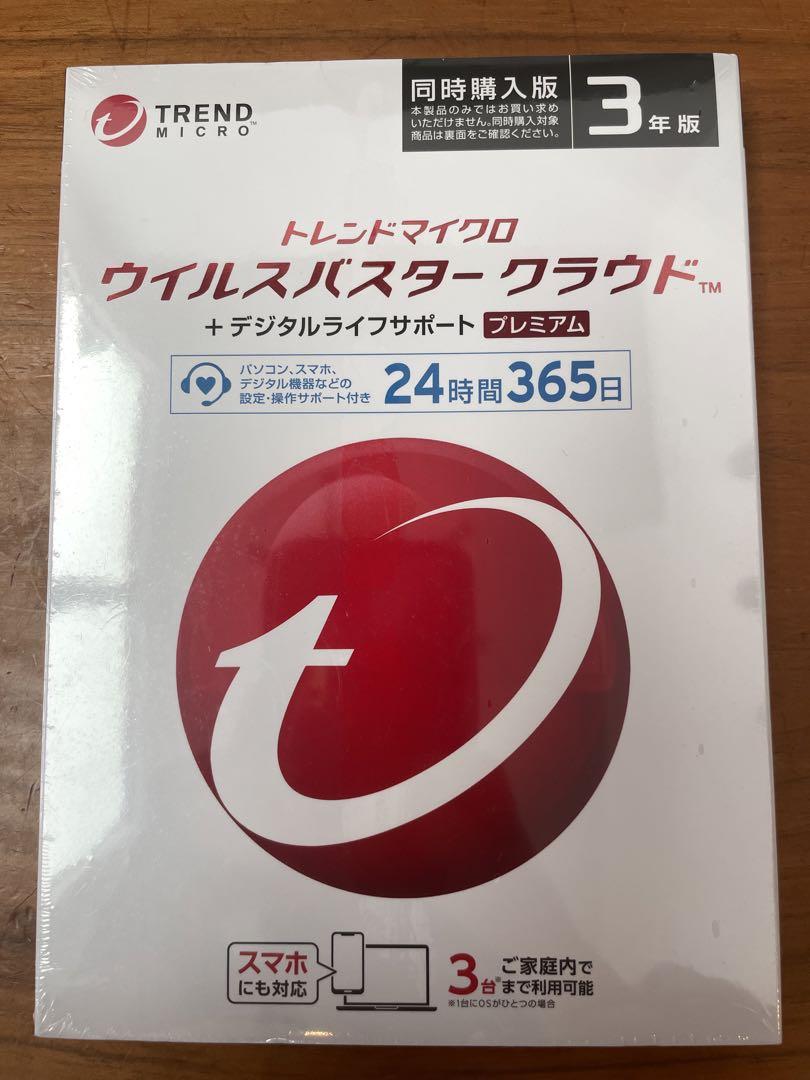 TREND
MICRO™
同時購入版
本製品のみではお買い求め
いただけません。同時購入対象
商品は裏面をご確認ください。
3年版
トレンドマイクロ
ウイルスバスター クラウド™
+デジタルライフサポート プレミアム
パソコン、スマホ、
デジタル機器などの
設定・操作サポート付き
24時間365日
スマホ
にも対応
3台※
ご家庭内で
まで利用可能
※1台にOSがひとつの場合